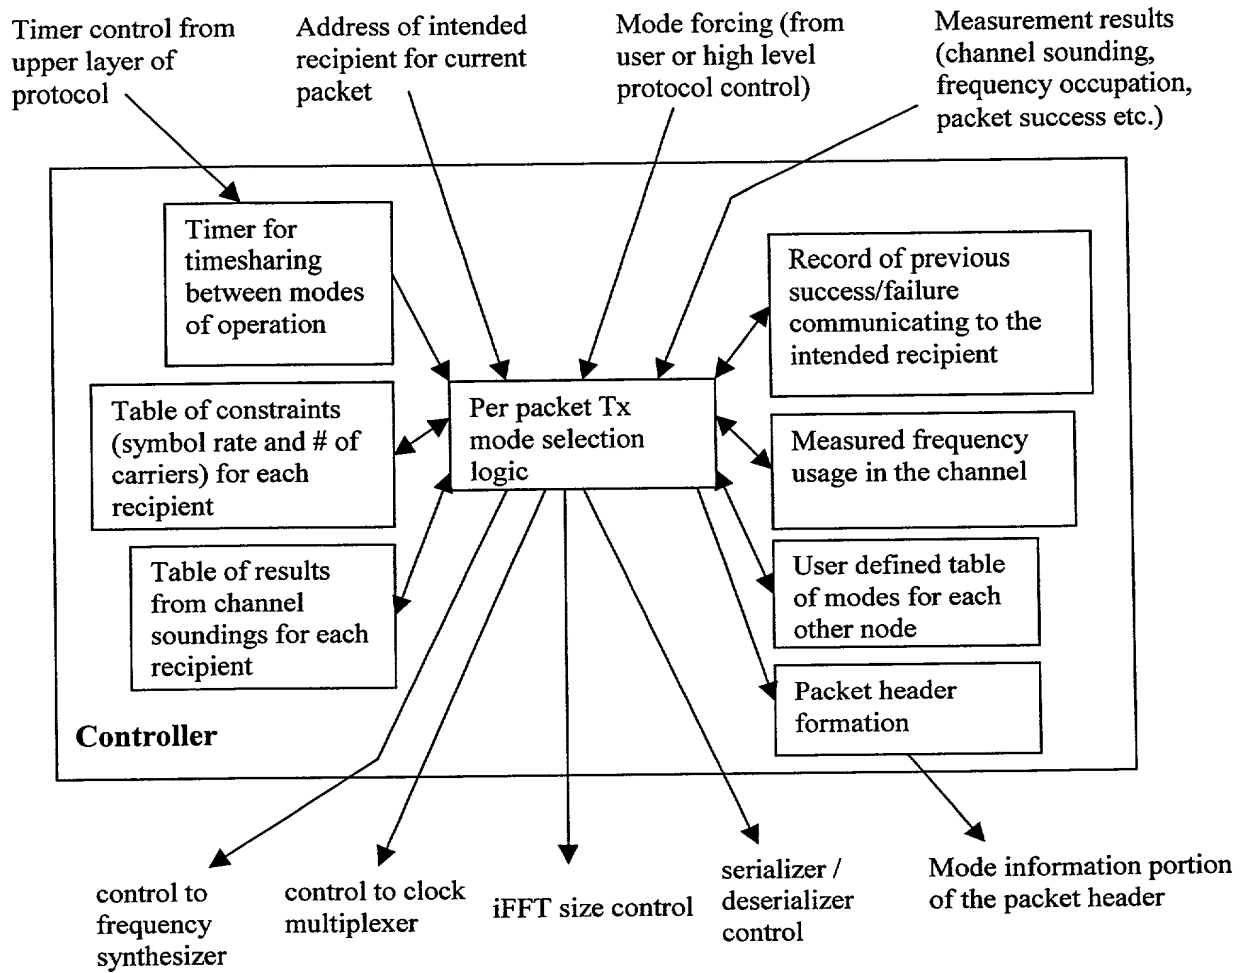 Timer control from
upper layer of
protocol
Address of intended
recipient for current
packet
Mode forcing (from
user or high level
protocol control)
Measurement results
(channel sounding,
frequency occupation,
packet success etc.)
Timer for
timesharing
between modes
of operation
Record of previous
success/failure
communicating to the
intended recipient
Table of constraints
(symbol rate and # of
carriers) for each
recipient
Per packet Tx
mode selection
logic
Measured frequency
usage in the channel
Table of results
from channel
soundings for each
recipient
User defined table
of modes for each
other node
Packet header
formation
Controller
control to
frequency
synthesizer
control to clock
multiplexer
iFFT size control
serializer /
deserializer
control
Mode information portion
of the packet header